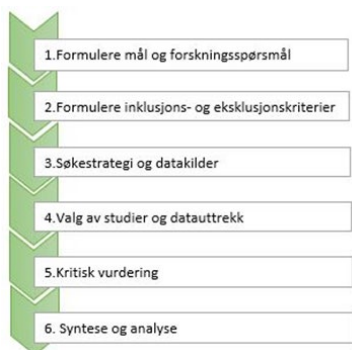 1.Formulere mål og forskningsspørsmål
2.Formulere inklusjons- og eksklusjonskriterier
3.Søkestrategi og datakilder
4.Valg av studier og datauttrekk
5.Kritisk vurdering
6. Syntese og analyse